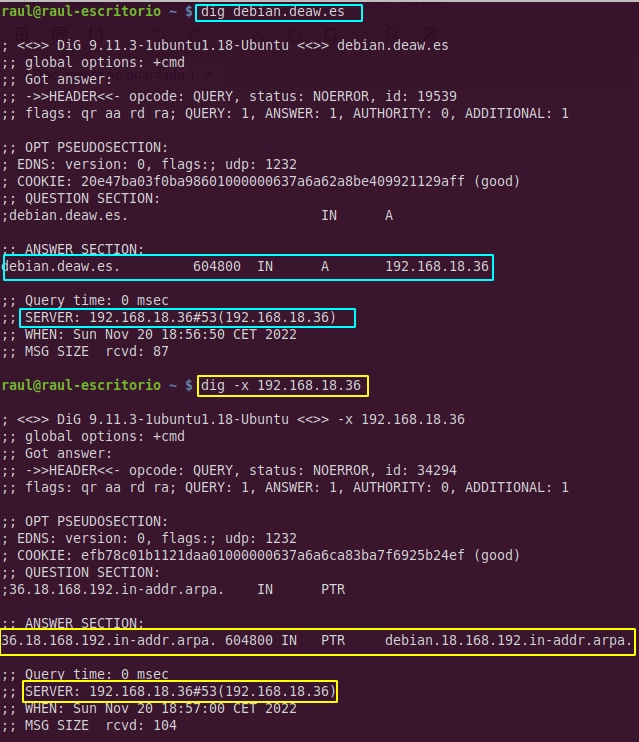 raul@raul-escritorio ~ $ dig debian.deaw.es
; <<>> DiG 9.11.3-1ubuntu1.18-Ubuntu <<>> debian.deaw.es
;; global options: +cmd
;; Got answer:
;; ->>HEADER<<- opcode: QUERY, status: NOERROR, id: 19539
;; flags: qr aa rd ra; QUERY: 1, ANSWER: 1, AUTHORITY: 0, ADDITIONAL: 1
;; OPT PSEUDOSECTION:
; EDNS: version: 0, flags:; udp: 1232
; COOKIE: 20e47ba03f0ba98601000000637a6a62a8be409921129aff (good)
;; QUESTION SECTION:
;debian.deaw.es. IN A
;; ANSWER SECTION:
debian.deaw.es. 604800 IN A 192.168.18.36
;; Query time: 0 msec
;; SERVER: 192.168.18.36#53(192.168.18.36)
;; WHEN: Sun Nov 20 18:56:50 CET 2022
;; MSG SIZE rcvd: 87
raul@raul-escritorio ~ $ dig -x 192.168.18.36
; <<>> DiG 9.11.3-1ubuntu1.18-Ubuntu <<>> -x 192.168.18.36
;; global options: +cmd
;; Got answer:
;; ->>HEADER<<- opcode: QUERY, status: NOERROR, id: 34294
;; flags: qr aa rd ra; QUERY: 1, ANSWER: 1, AUTHORITY: 0, ADDITIONAL: 1
;; OPT PSEUDOSECTION:
; EDNS: version: 0, flags:; udp: 1232
; COOKIE: efb78c01b1121daa01000000637a6a6ca83ba7f6925b24ef (good)
;; QUESTION SECTION:
;36.18.168.192.in-addr.arpa. IN PTR
;; ANSWER SECTION:
36.18.168.192.in-addr.arpa. 604800 IN PTR debian.18.168.192.in-addr.arpa.
;; Query time: 0 msec
;; SERVER: 192.168.18.36#53(192.168.18.36)
;; WHEN: Sun Nov 20 18:57:00 CET 2022
;; MSG SIZE rcvd: 104